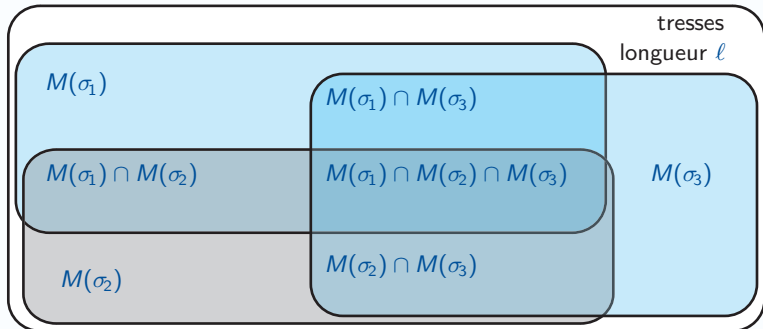 tresses
longueur ℓ
M(σ₁)
M(σ₁) ∩ M(σ₃)
M(σ₁) ∩ M(σ₂)
M(σ₁) ∩ M(σ₂) ∩ M(σ₃)
M(σ₃)
M(σ₂) ∩ M(σ₃)
M(σ₂)